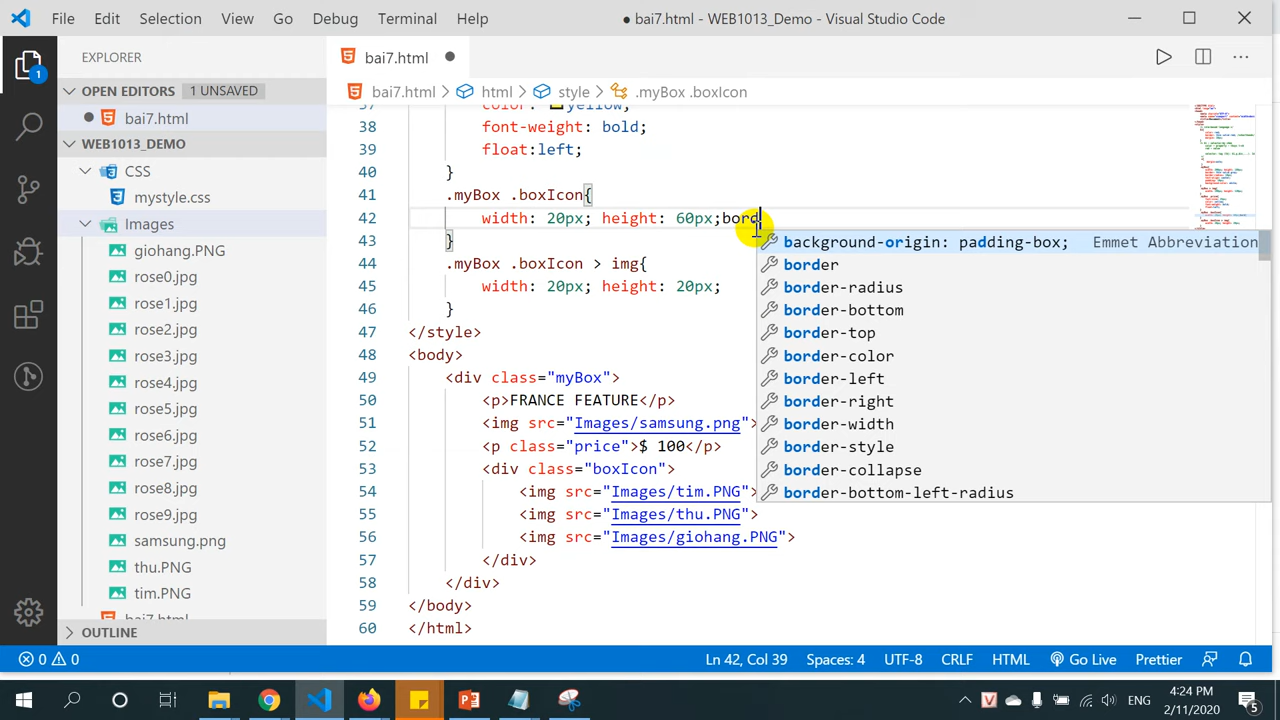 File Edit Selection View Go Debug Terminal Help
● bai7.html - WEB1013_Demo - Visual Studio Code
EXPLORER
OPEN EDITORS 1 UNSAVED
bai7.html
WEB1013_DEMO
CSS
mystyle.css
Images
giohang.PNG
rose0.jpg
rose1.jpg
rose2.jpg
rose3.jpg
rose4.jpg
rose5.jpg
rose6.jpg
rose7.jpg
rose8.jpg
rose9.jpg
samsung.png
thu.PNG
tim.PNG
bai7.html
OUTLINE
1
bai7.html
bai7.html > html > style > .myBox .boxIcon
37 color: yellow;
38 font-weight: bold;
39 float:left;
40 }
41 .myBox .boxIcon{
42 width: 20px; height: 60px;bord
43 }
44 .myBox .boxIcon > img{
45 width: 20px; height: 20px;
46 }
47 </style>
48 <body>
49 <div class="myBox">
50 <p>FRANCE FEATURE</p>
51 <img src="Images/samsung.png">
52 <p class="price">$ 100</p>
53 <div class="boxIcon">
54 <img src="Images/tim.PNG">
55 <img src="Images/thu.PNG">
56 <img src="Images/giohang.PNG">
57 </div>
58 </div>
59 </body>
60 </html>
background-origin: padding-box; Emmet Abbreviation
border
border-radius
border-bottom
border-top
border-color
border-left
border-right
border-width
border-style
border-collapse
border-bottom-left-radius
0 0
Ln 42, Col 39 Spaces: 4 UTF-8 CRLF HTML Go Live Prettier
ENG
4:24 PM
2/11/2020
5